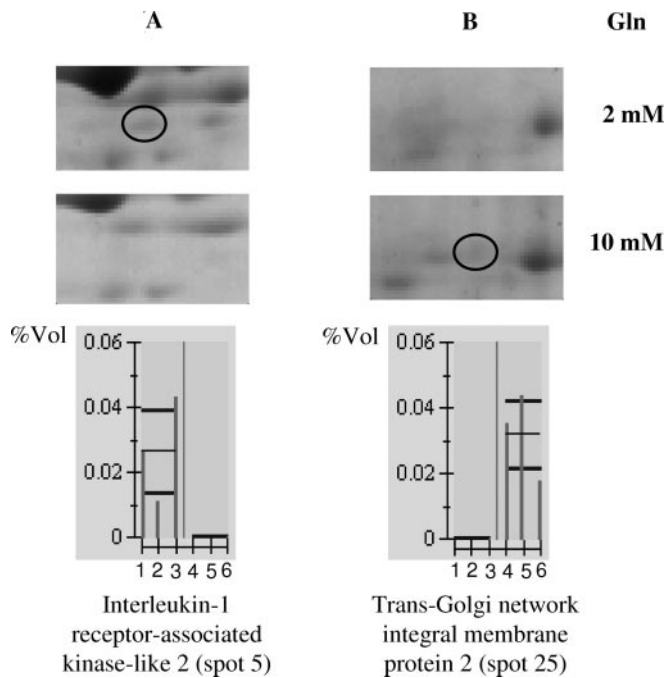 A B Gln
2 mM
10 mM
%Vol %Vol
0.06 0.06
0.04 0.04
0.02 0.02
0 0
1 2 3 4 5 6 1 2 3 4 5 6
Interleukin-1 Trans-Golgi network
receptor-associated integral membrane
kinase-like 2 (spot 5) protein 2 (spot 25)